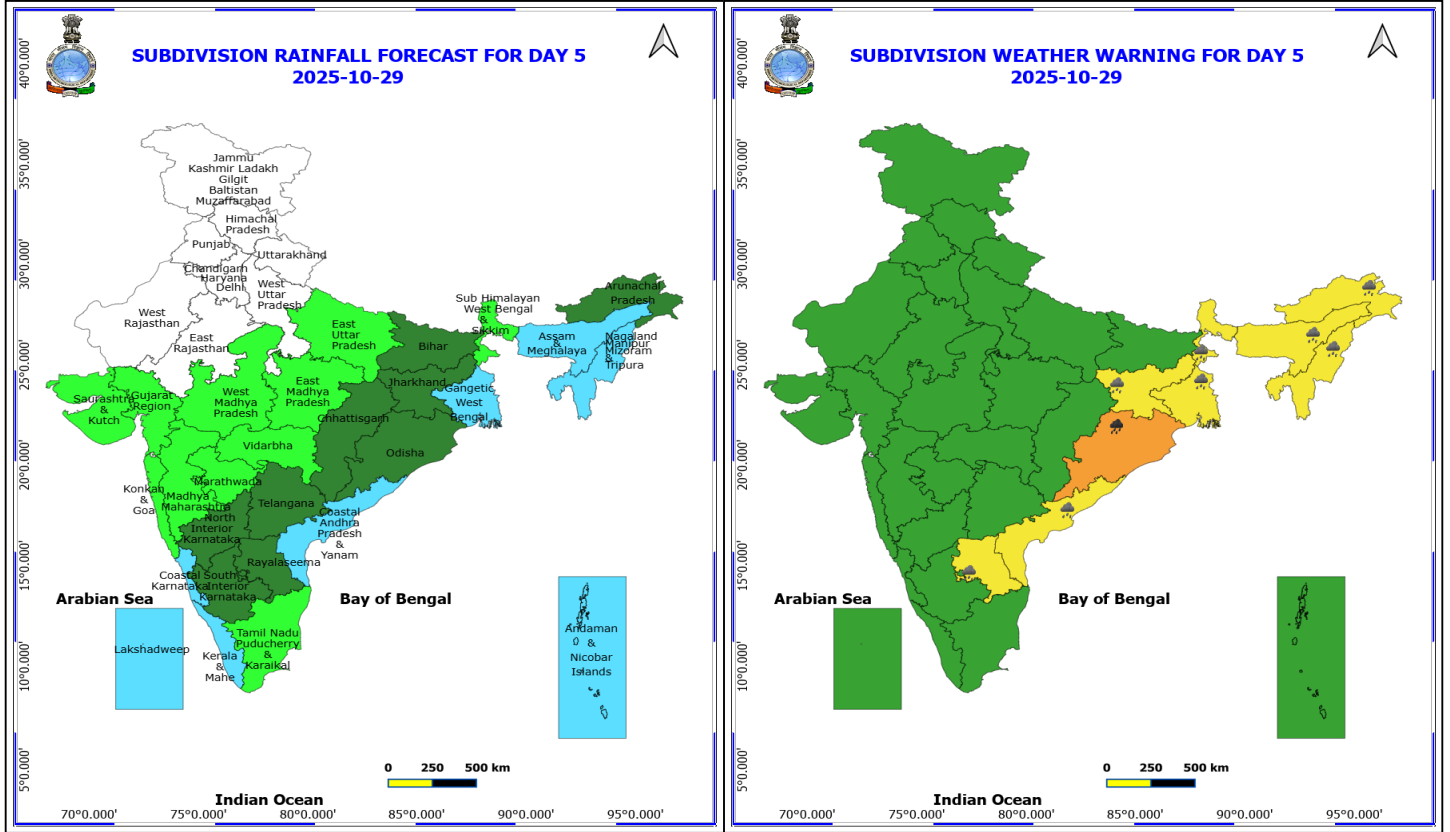 SUBDIVISION RAINFALL FORECAST FOR DAY 5
2025-10-29
40°0.000'
35°0.000'
30°0.000'
25°0.000'
20°0.000'
15°0.000'
10°0.000'
5°0.000'
Jammu
Kashmir Ladakh
Gilgit
Baltistan
Muzaffarabad
Himachal
Pradesh
Punjab
Uttarakhand
Chandigarh
Haryana
Delhi
West
Uttar
Pradesh
West
Rajasthan
East
Rajasthan
East
Uttar
Pradesh
Bihar
Sub Himalayan
West Bengal
&
Sikkim
Arunachal
Pradesh
Assam
&
Meghalaya
Nagaland
Manipur
Mizoram
&
Tripura
Jharkhand
Gangetic
West
Bengal
Saurashtra
&
Kutch
Gujarat
Region
West
Madhya
Pradesh
East
Madhya
Pradesh
Chhattisgarh
Odisha
Vidarbha
Marathwada
Konkan
&
Goa
Madhya
Maharashtra
North
Interior
Karnataka
Telangana
Coastal
Andhra
Pradesh
&
Yanam
Rayalaseema
Coastal
Karnataka
South
Interior
Karnataka
Arabian Sea
Bay of Bengal
Lakshadweep
Kerala
&
Mahe
Tamil Nadu
Puducherry
&
Karaikal
Andaman
&
Nicobar
Islands
0 250 500 km
Indian Ocean
70°0.000' 75°0.000' 80°0.000' 85°0.000' 90°0.000' 95°0.000'
SUBDIVISION WEATHER WARNING FOR DAY 5
2025-10-29
40°0.000'
35°0.000'
30°0.000'
25°0.000'
20°0.000'
15°0.000'
10°0.000'
5°0.000'
Arabian Sea
Bay of Bengal
0 250 500 km
Indian Ocean
70°0.000' 75°0.000' 80°0.000' 85°0.000' 90°0.000' 95°0.000'